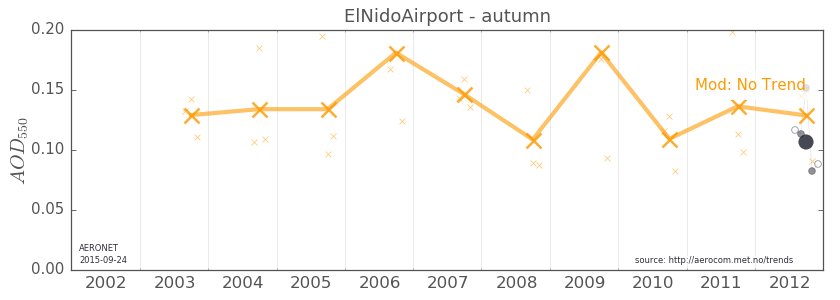 ElNidoAirport - autumn
0.20
0.15
0.10
0.05
0.00
AOD550
Mod: No Trend
AERONET
2015-09-24
source: http://aerocom.met.no/trends
2002 2003 2004 2005 2006 2007 2008 2009 2010 2011 2012